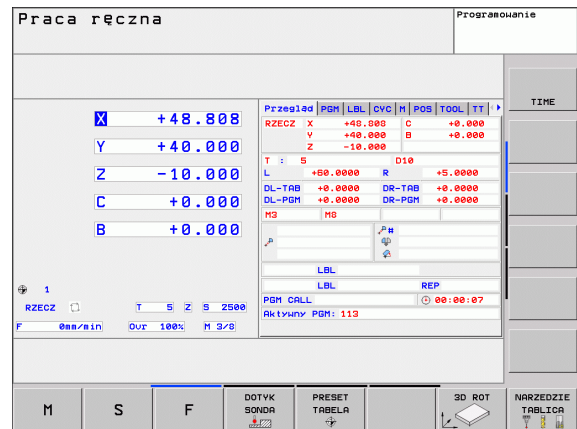 Praca ręczna
Programowanie
TIME
X +48.808
Y +40.000
Z -10.000
C +0.000
B +0.000
1
RZECZ T 5 Z S 2500
F 0mm/min Ovr 100% M 3/8
Przegląd PGM LBL CYC M POS TOOL TT
RZECZ X +48.808 C +0.000
Y +40.000 B +0.000
Z -10.000
T : 5 D10
L +60.0000 R +5.0000
DL-TAB +0.0000 DR-TAB +0.0000
DL-PGM +0.0000 DR-PGM +0.0000
M3 M8
#
LBL
LBL REP
PGM CALL 00:00:07
Aktywny PGM: 113
M
S
F
DOTYK SONDA
PRESET TABELA
3D ROT
NARZEDZIE TABLICA